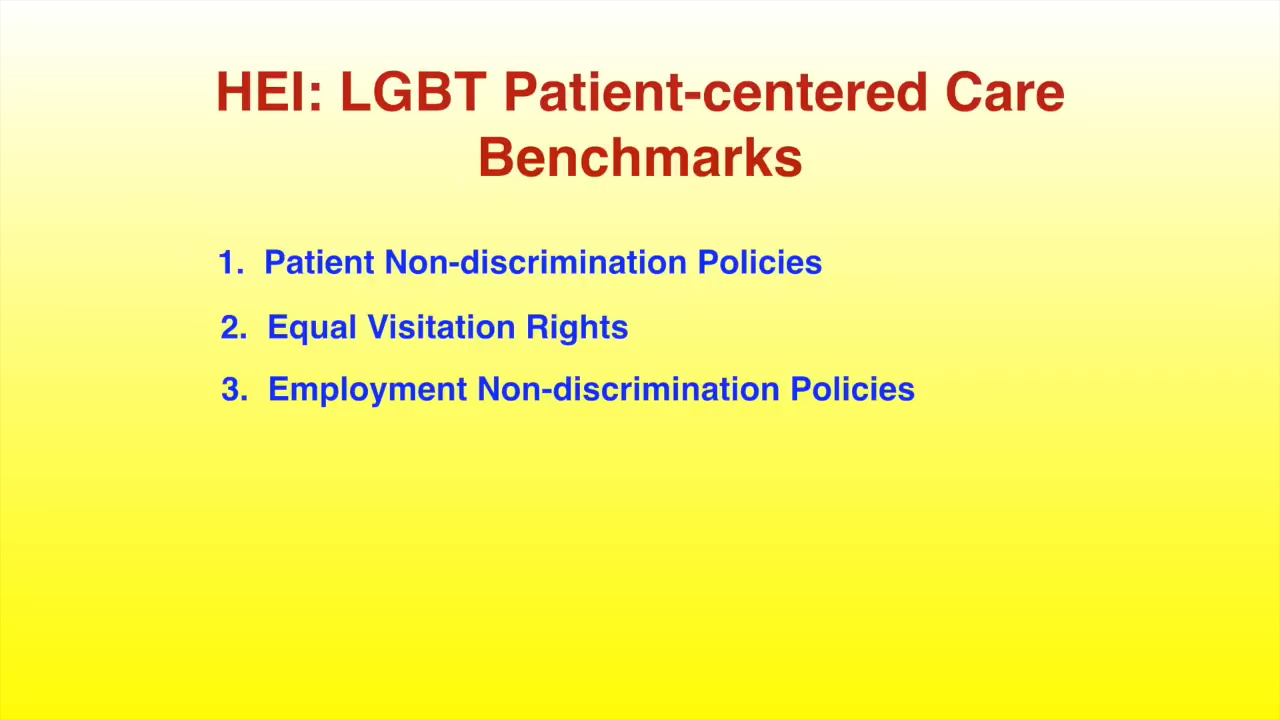 HEI: LGBT Patient-centered Care
Benchmarks
1. Patient Non-discrimination Policies
2. Equal Visitation Rights
3. Employment Non-discrimination Policies